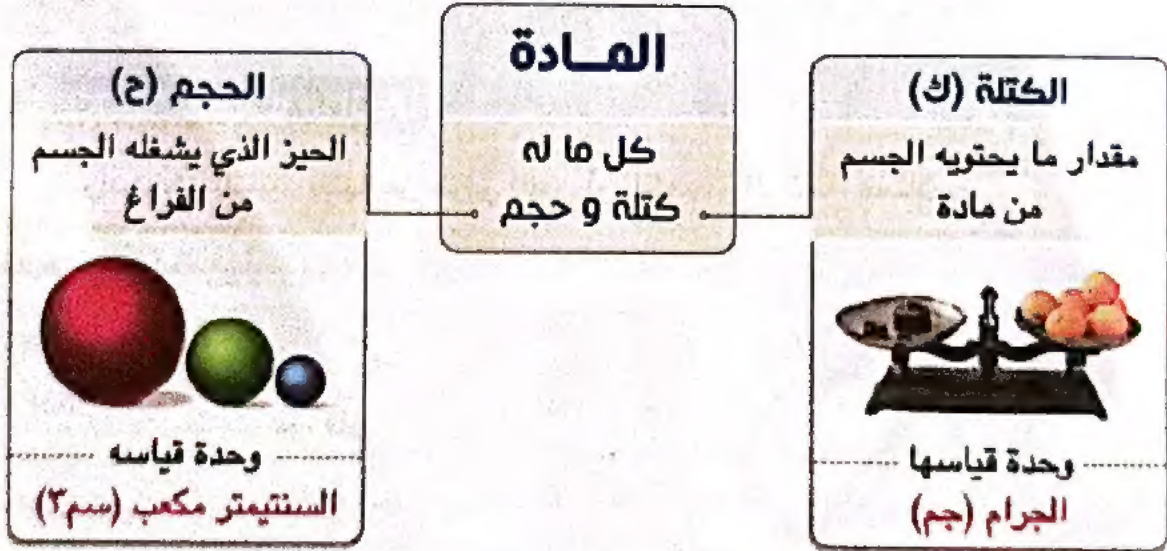 المـادة
كل ما له
كتلة و حجم
الكتلة (ك)
مقدار ما يحتويه الجسم
من مادة
وحدة قياسها
الجرام (جم)
الحجم (ح)
الحيز الذي يشغله الجسم
من الفراغ
وحدة قياسه
السنتيمتر مكعب (سم٣)